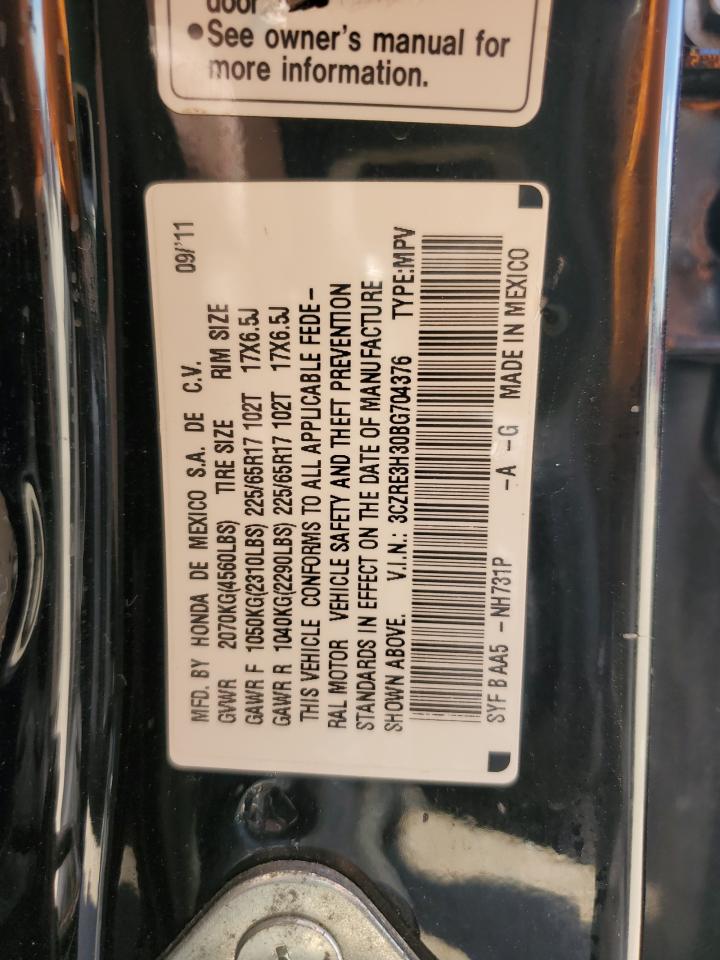 door
•See owner's manual for
more information.
MFD. BY HONDA DE MEXICO S.A. DE C.V. 09/'11
GVWR 2070KG(4560LBS) TIRE SIZE RIM SIZE
GAWR F 1050KG(2310LBS) 225/65R17 102T 17X6.5J
GAWR R 1040KG(2290LBS) 225/65R17 102T 17X6.5J
THIS VEHICLE CONFORMS TO ALL APPLICABLE FEDE-
RAL MOTOR VEHICLE SAFETY AND THEFT PREVENTION
STANDARDS IN EFFECT ON THE DATE OF MANUFACTURE
SHOWN ABOVE. V.I.N.: 3CZRE3H30BG704376 TYPE:MPV
SYF B AA5 -NH731P -A -G MADE IN MEXICO